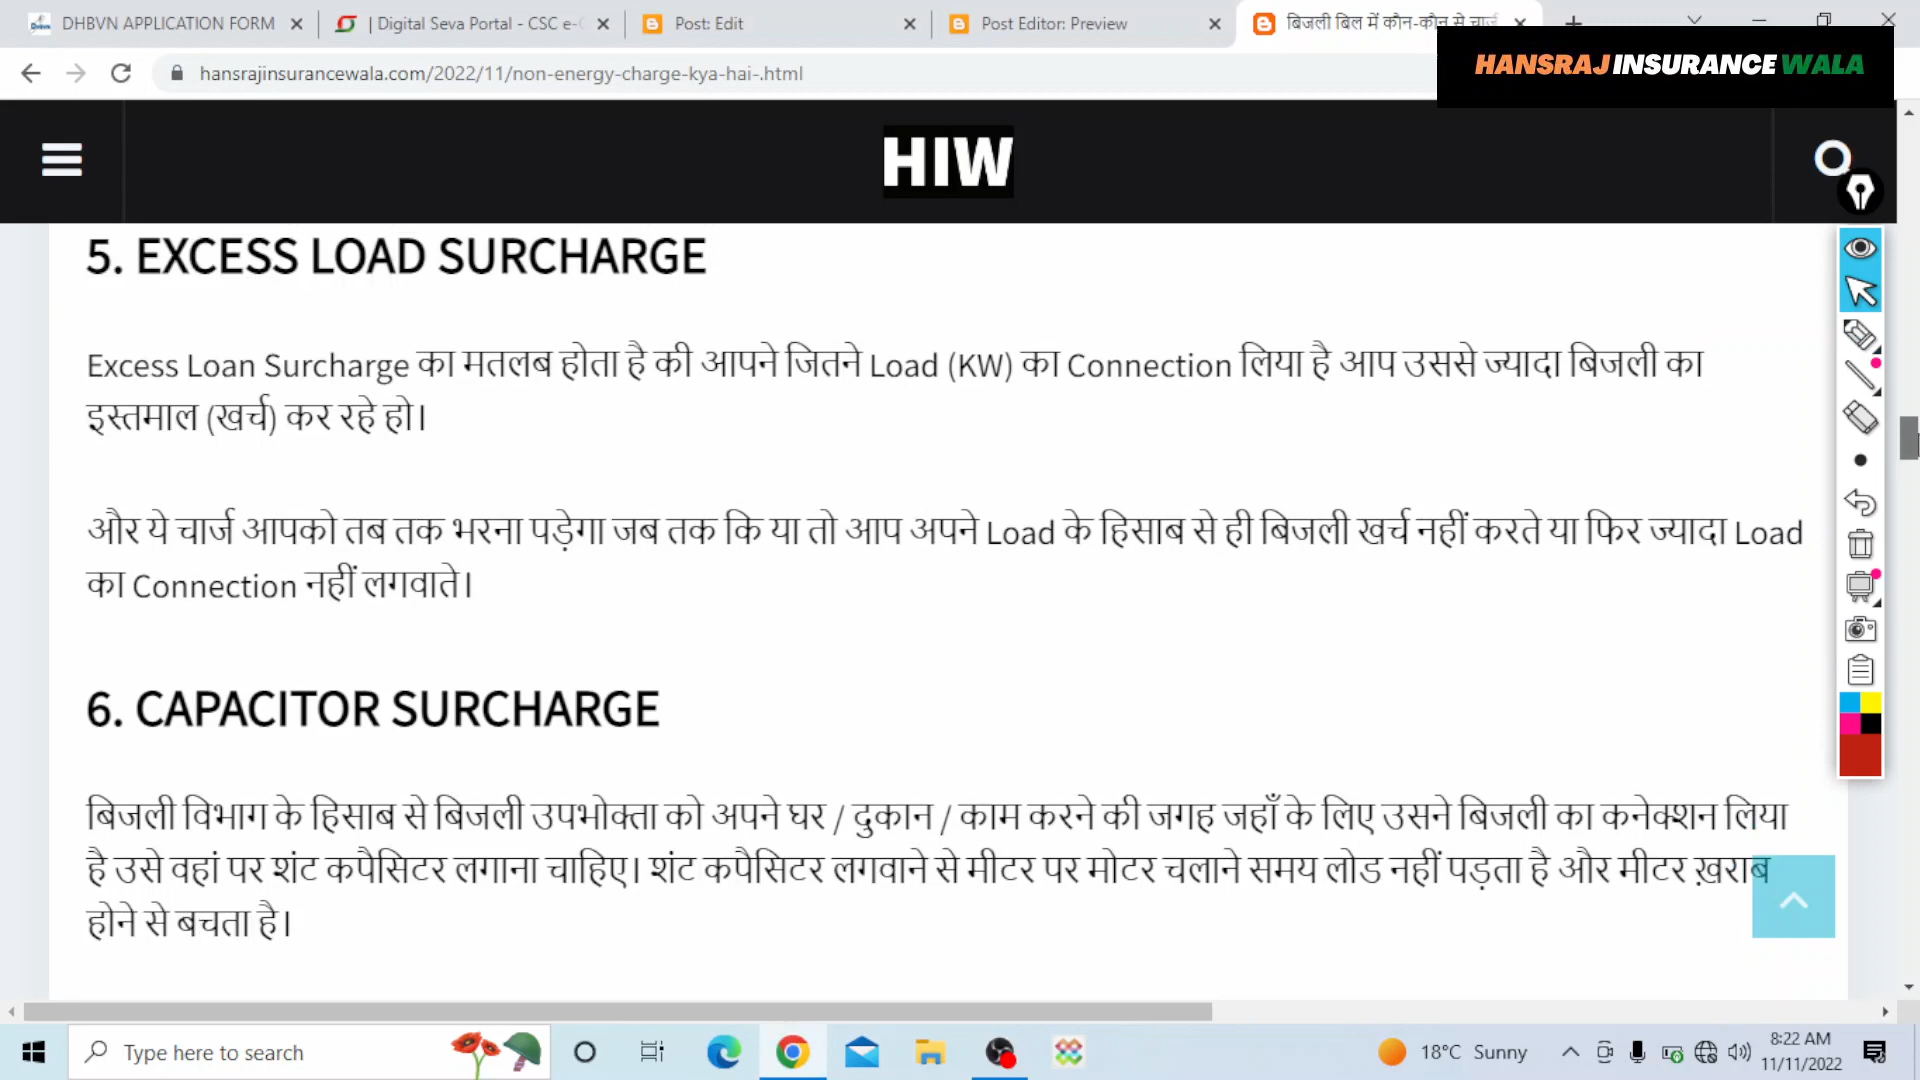 DHBVN APPLICATION FORM
| Digital Seva Portal - CSC e-
Post: Edit
Post Editor: Preview
बिजली बिल में कौन-कौन से चार्ज
hansrajinsurancewala.com/2022/11/non-energy-charge-kya-hai-.html
HANSRAJ INSURANCE WALA
HIW
5. EXCESS LOAD SURCHARGE
Excess Loan Surcharge का मतलब होता है की आपने जितने Load (KW) का Connection लिया है आप उससे ज्यादा बिजली का
इस्तमाल (खर्च) कर रहे हो।
और ये चार्ज आपको तब तक भरना पड़ेगा जब तक कि या तो आप अपने Load के हिसाब से ही बिजली खर्च नहीं करते या फिर ज्यादा Load
का Connection नहीं लगवाते।
6. CAPACITOR SURCHARGE
बिजली विभाग के हिसाब से बिजली उपभोक्ता को अपने घर / दुकान / काम करने की जगह जहाँ के लिए उसने बिजली का कनेक्शन लिया
है उसे वहां पर शंट कपैसिटर लगाना चाहिए। शंट कपैसिटर लगवाने से मीटर पर मोटर चलाने समय लोड नहीं पड़ता है और मीटर ख़राब
होने से बचता है।
Type here to search
18°C Sunny
8:22 AM
11/11/2022